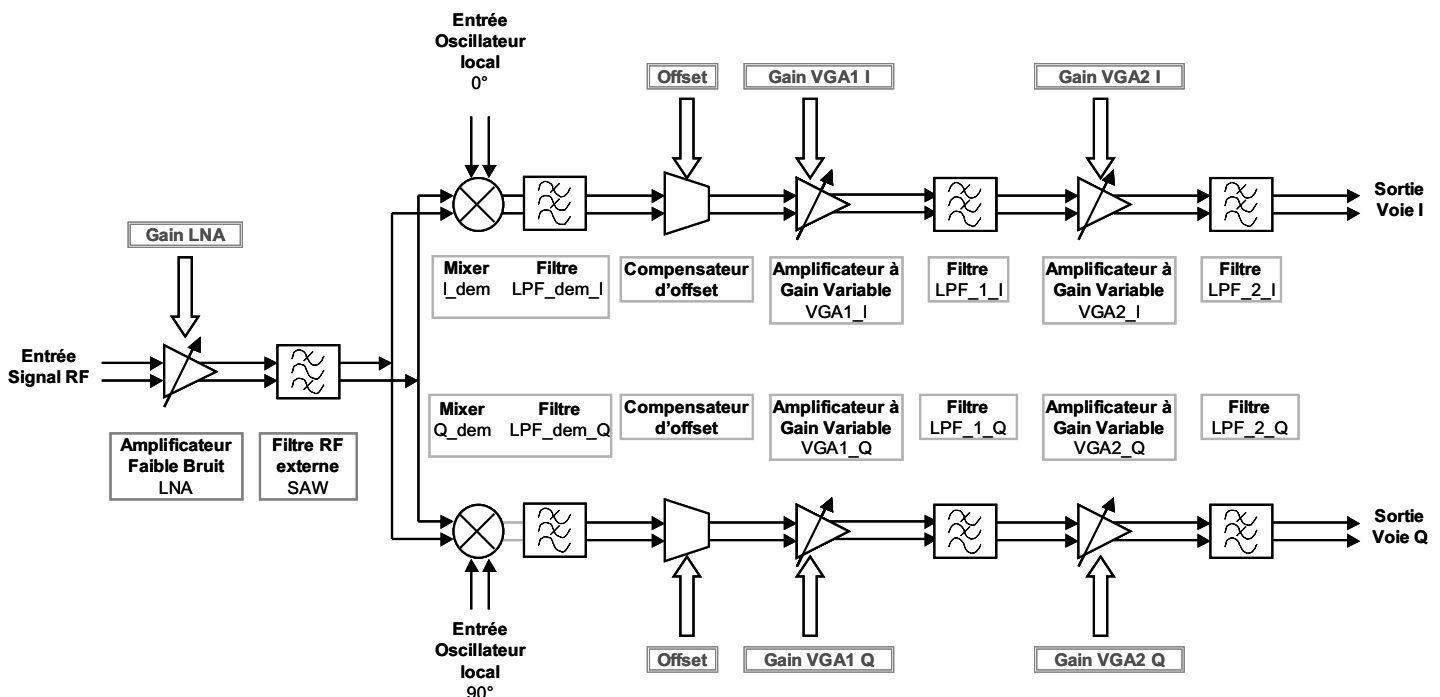 Entrée
Oscillateur
local
0°
Offset
Gain VGA1 I
Gain VGA2 I
Sortie
Voie I
Gain LNA
Mixer
I_dem
Filtre
LPF_dem_I
Compensateur
d'offset
Amplificateur à
Gain Variable
VGA1_I
Filtre
LPF_1_I
Amplificateur à
Gain Variable
VGA2_I
Filtre
LPF_2_I
Entrée
Signal RF
Mixer
Q_dem
Filtre
LPF_dem_Q
Compensateur
d'offset
Amplificateur à
Gain Variable
VGA1_Q
Filtre
LPF_1_Q
Amplificateur à
Gain Variable
VGA2_Q
Filtre
LPF_2_Q
Amplificateur
Faible Bruit
LNA
Filtre RF
externe
SAW
Sortie
Voie Q
Entrée
Oscillateur
local
90°
Offset
Gain VGA1 Q
Gain VGA2 Q